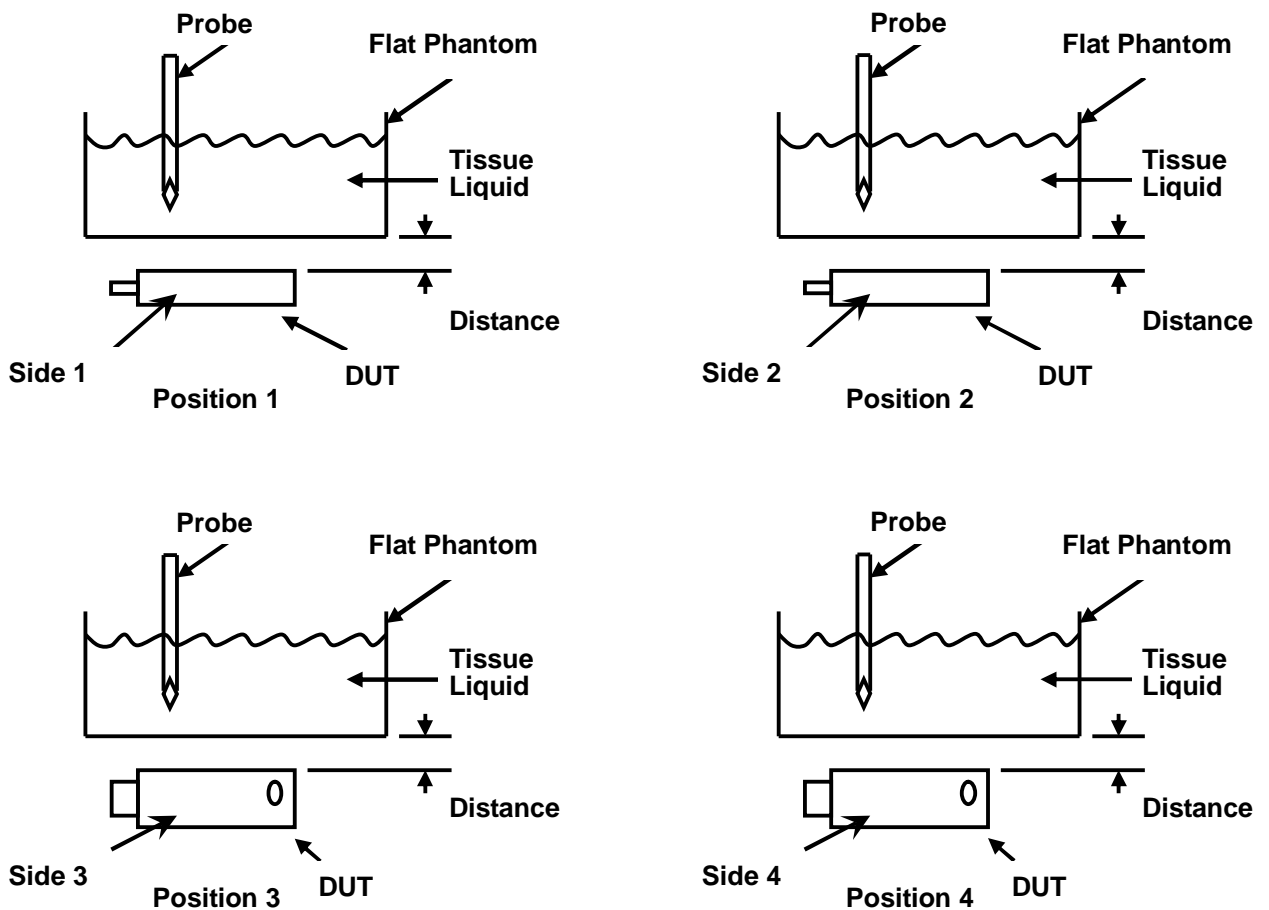 Probe
Flat Phantom
Tissue
Liquid
Distance
Side 1
DUT
Position 1
Probe
Flat Phantom
Tissue
Liquid
Distance
Side 2
DUT
Position 2
Probe
Flat Phantom
Tissue
Liquid
Distance
Side 3
DUT
Position 3
Probe
Flat Phantom
Tissue
Liquid
Distance
Side 4
DUT
Position 4